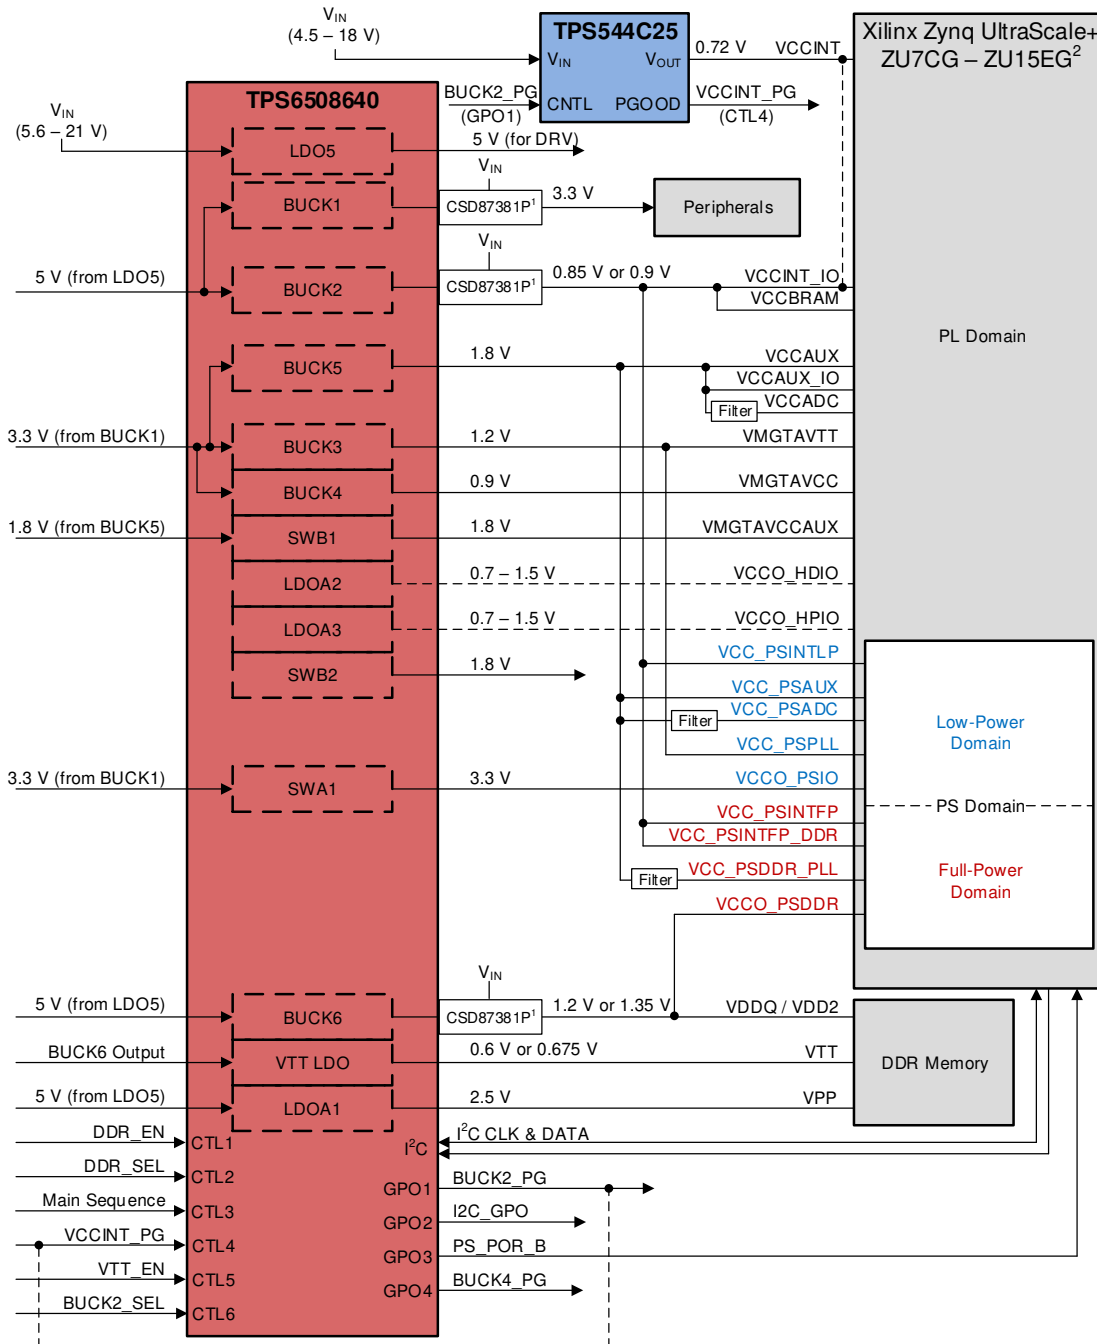 V_IN
(4.5 – 18 V)
TPS544C25
V_IN
V_OUT
CNTL
PGOOD
BUCK2_PG
(GPO1)
0.72 V
VCCINT
VCCINT_PG
(CTL4)
Xilinx Zynq UltraScale+
ZU7CG – ZU15EG²
PL Domain
TPS6508640
V_IN
(5.6 – 21 V)
LDO5
5 V (for DRV)
V_IN
BUCK1
CSD87381P¹
3.3 V
Peripherals
V_IN
5 V (from LDO5)
BUCK2
CSD87381P¹
0.85 V or 0.9 V
VCCINT_IO
VCCBRAM
BUCK5
1.8 V
VCCAUX
VCCAUX_IO
Filter
VCCADC
3.3 V (from BUCK1)
BUCK3
1.2 V
VMGTAVTT
BUCK4
0.9 V
VMGTAVCC
1.8 V (from BUCK5)
SWB1
1.8 V
VMGTAVCCAUX
LDOA2
0.7 – 1.5 V
VCCO_HDIO
LDOA3
0.7 – 1.5 V
VCCO_HPIO
SWB2
1.8 V
VCC_PSINTLP
VCC_PSAUX
Filter
VCC_PSADC
VCC_PSPLL
Low-Power
Domain
3.3 V (from BUCK1)
SWA1
3.3 V
VCCO_PSIO
PS Domain
VCC_PSINTFP
VCC_PSINTFP_DDR
Filter
VCC_PSDDR_PLL
VCCO_PSDDR
Full-Power
Domain
V_IN
5 V (from LDO5)
BUCK6
CSD87381P¹
1.2 V or 1.35 V
VDDQ / VDD2
BUCK6 Output
VTT LDO
0.6 V or 0.675 V
VTT
DDR Memory
5 V (from LDO5)
LDOA1
2.5 V
VPP
DDR_EN
CTL1
I²C
I²C CLK & DATA
DDR_SEL
CTL2
GPO1
BUCK2_PG
Main Sequence
CTL3
GPO2
I2C_GPO
VCCINT_PG
CTL4
GPO3
PS_POR_B
VTT_EN
CTL5
GPO4
BUCK4_PG
BUCK2_SEL
CTL6